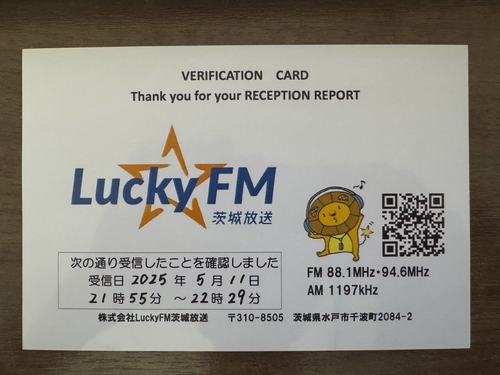 VERIFICATION CARD
Thank you for your RECEPTION REPORT
LuckyFM
茨城放送
次の通り受信したことを確認しました
受信日 2025 年 5 月 11 日
21 時 55 分 ～ 22 時 29 分
FM 88.1MHz・94.6MHz
AM 1197kHz
株式会社LuckyFM茨城放送 〒310-8505 茨城県水戸市千波町2084-2